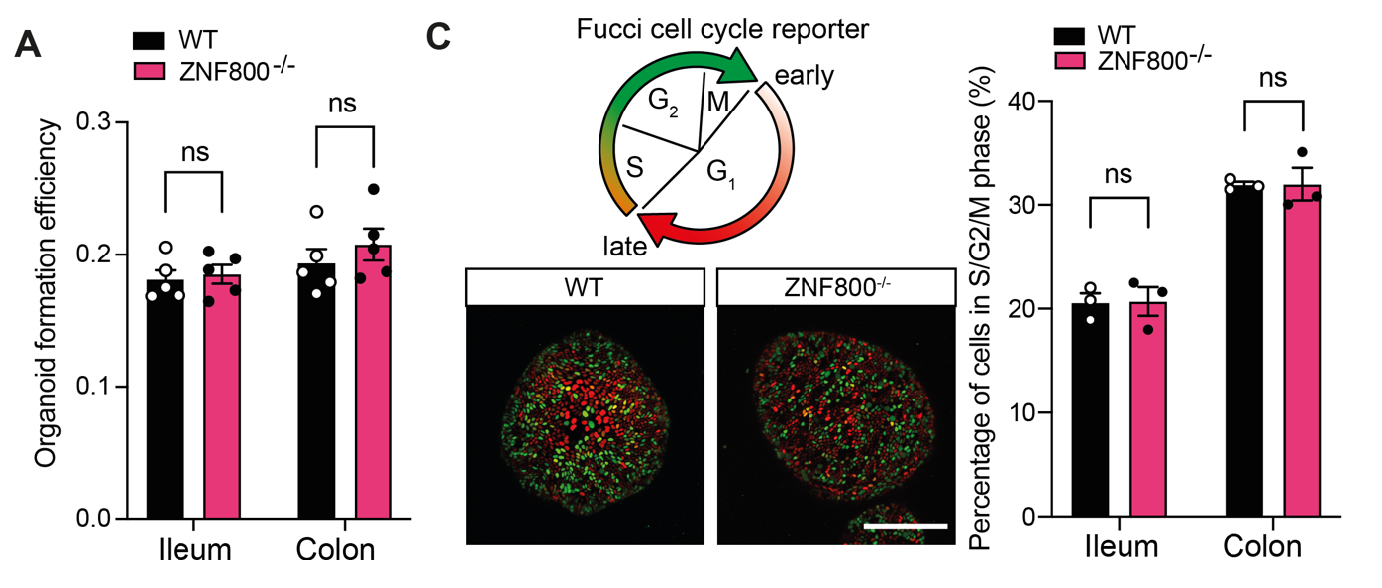 A
WT
ZNF800-/-
Organoid formation efficiency
0.3
0.2
0.1
0.0
ns
ns
Ileum
Colon
C
Fucci cell cycle reporter
early
G2
M
S
G1
late
WT
ZNF800-/-
WT
ZNF800-/-
Percentage of cells in S/G2/M phase (%)
40
30
20
10
0
ns
ns
Ileum
Colon